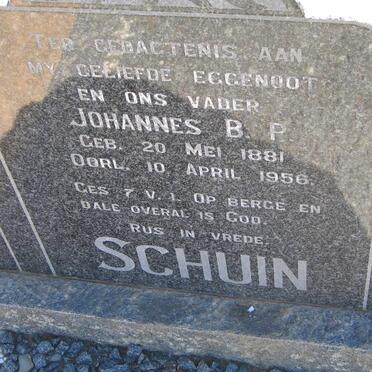 TER GEDAGTENIS AAN
MY GELIEFDE EGGENOOT
EN ONS VADER
JOHANNES B. P.
GEB. 20 MEI 1881
OORL. 10 APRIL 1956.
GES. 7 V. 1. OP BERGE EN
DALE OVERAL IS GOD.
RUS IN VREDE.
SCHUIN